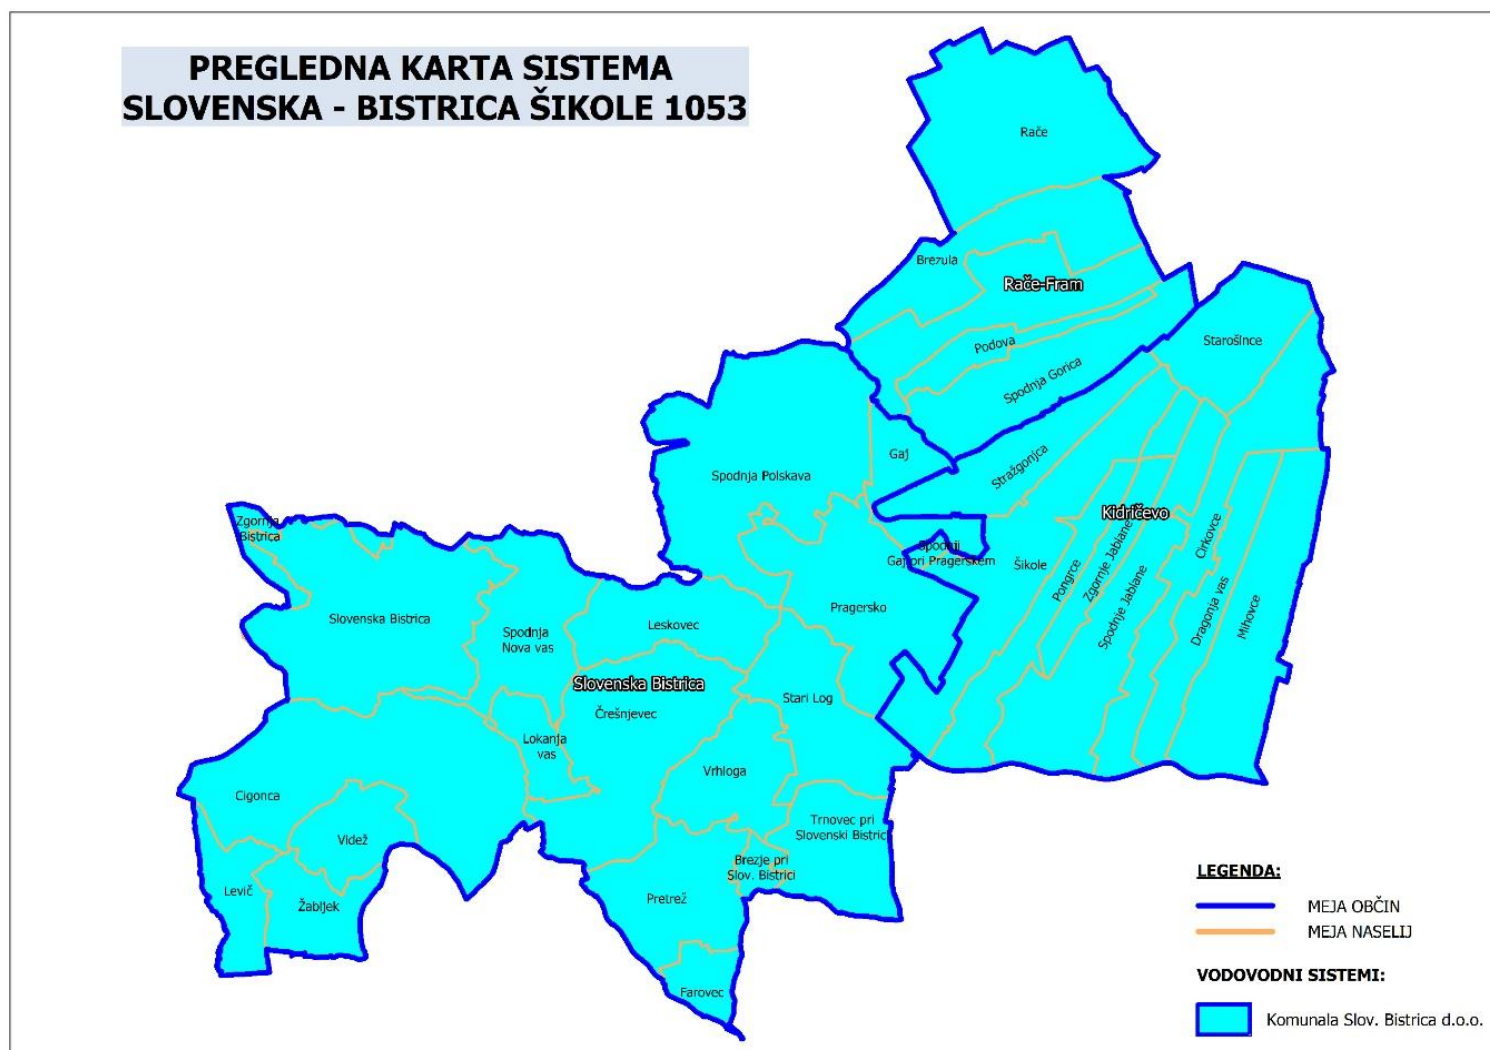 PREGLEDNA KARTA SISTEMA
SLOVENSKA - BISTRICA ŠIKOLE 1053
Rače
Brezula
Rače-Fram
Podova
Spodnja Gorica
Starošince
Gaj
Stražgonjca
Spodnja Polskava
Kidričevo
Zgornja
Bistrica
Spodnji
Gaj pri Pragerskem
Šikole
Pongrce
Zgornje Jablane
Spodnje Jablane
Cirkovce
Dragonja vas
Mihovce
Pragersko
Slovenska Bistrica
Spodnja
Nova vas
Leskovec
Slovenska Bistrica
Črešnjevec
Stari Log
Lokanja
vas
Vrhloga
Cigonca
Videž
Trnovec pri
Slovenski Bistric
Brezje pri
Slov. Bistrici
Levič
Žabljek
Pretrež
Farovec
LEGENDA:
MEJA OBČIN
MEJA NASELIJ
VODOVODNI SISTEMI:
Komunala Slov. Bistrica d.o.o.